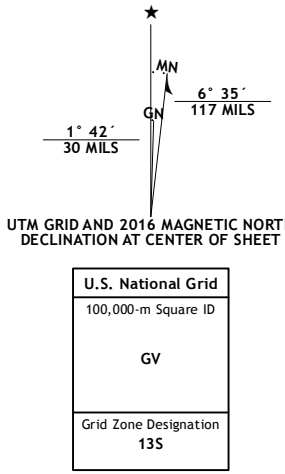 ★
MN
GN
6° 35´
117 MILS
1° 42´
30 MILS
UTM GRID AND 2016 MAGNETIC NORT
DECLINATION AT CENTER OF SHEET
U.S. National Grid
100,000-m Square ID
GV
Grid Zone Designation
13S